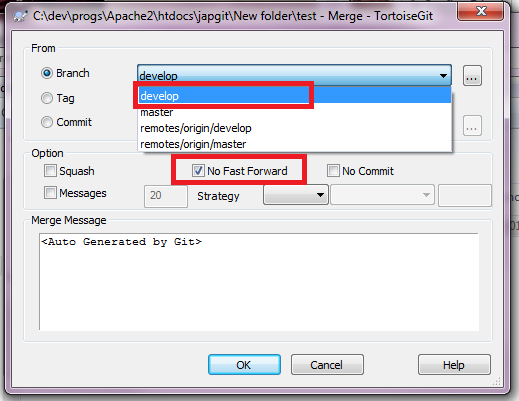 C:\dev\progs\Apache2\htdocs\japgit\New folder\test - Merge - TortoiseGit
From
Branch
develop
...
develop
Tag
master
remotes/origin/develop
Commit
...
remotes/origin/master
Option
Squash
No Fast Forward
No Commit
Messages
20
Strategy
Merge Message
<Auto Generated by Git>
OK
Cancel
Help